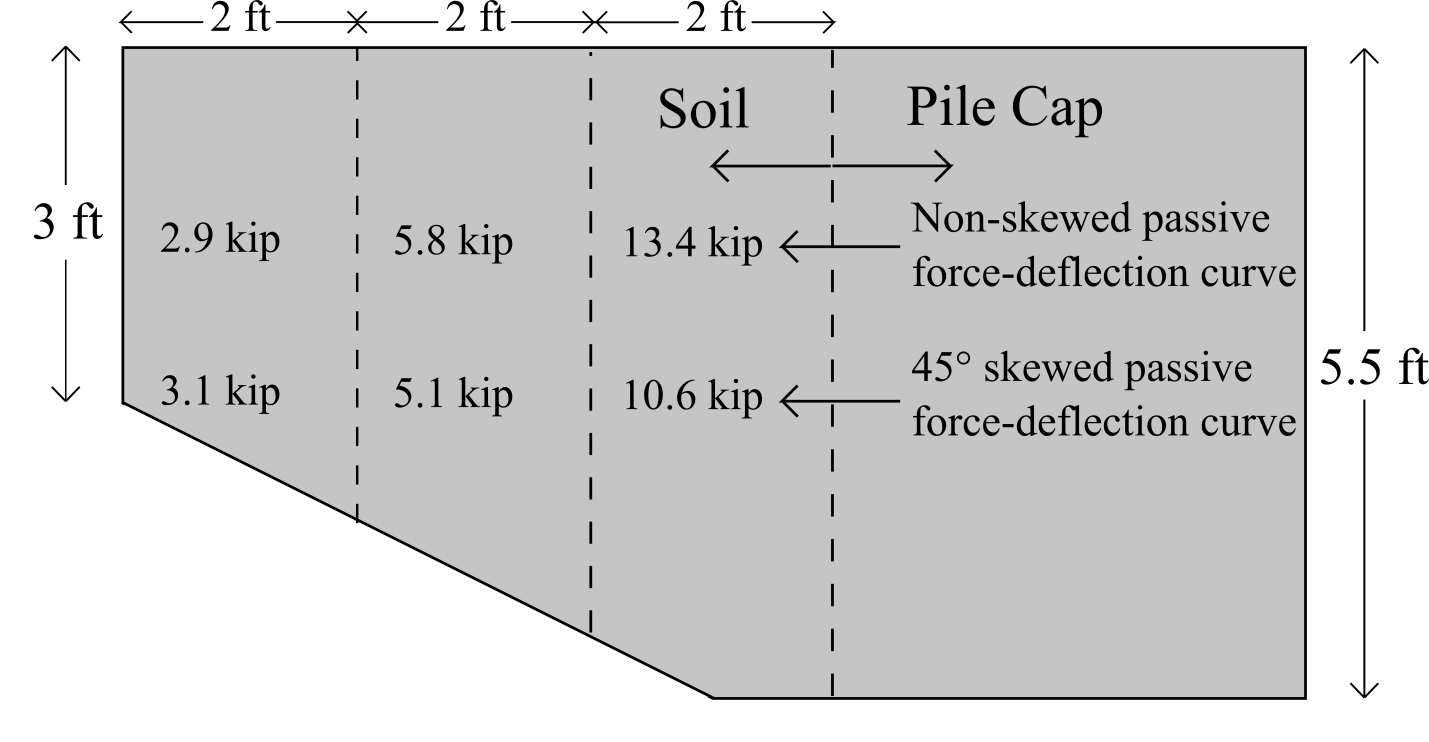 2 ft 2 ft 2 ft
Soil Pile Cap
3 ft
2.9 kip 5.8 kip 13.4 kip
Non-skewed passive
force-deflection curve
3.1 kip 5.1 kip 10.6 kip
45° skewed passive
force-deflection curve
5.5 ft